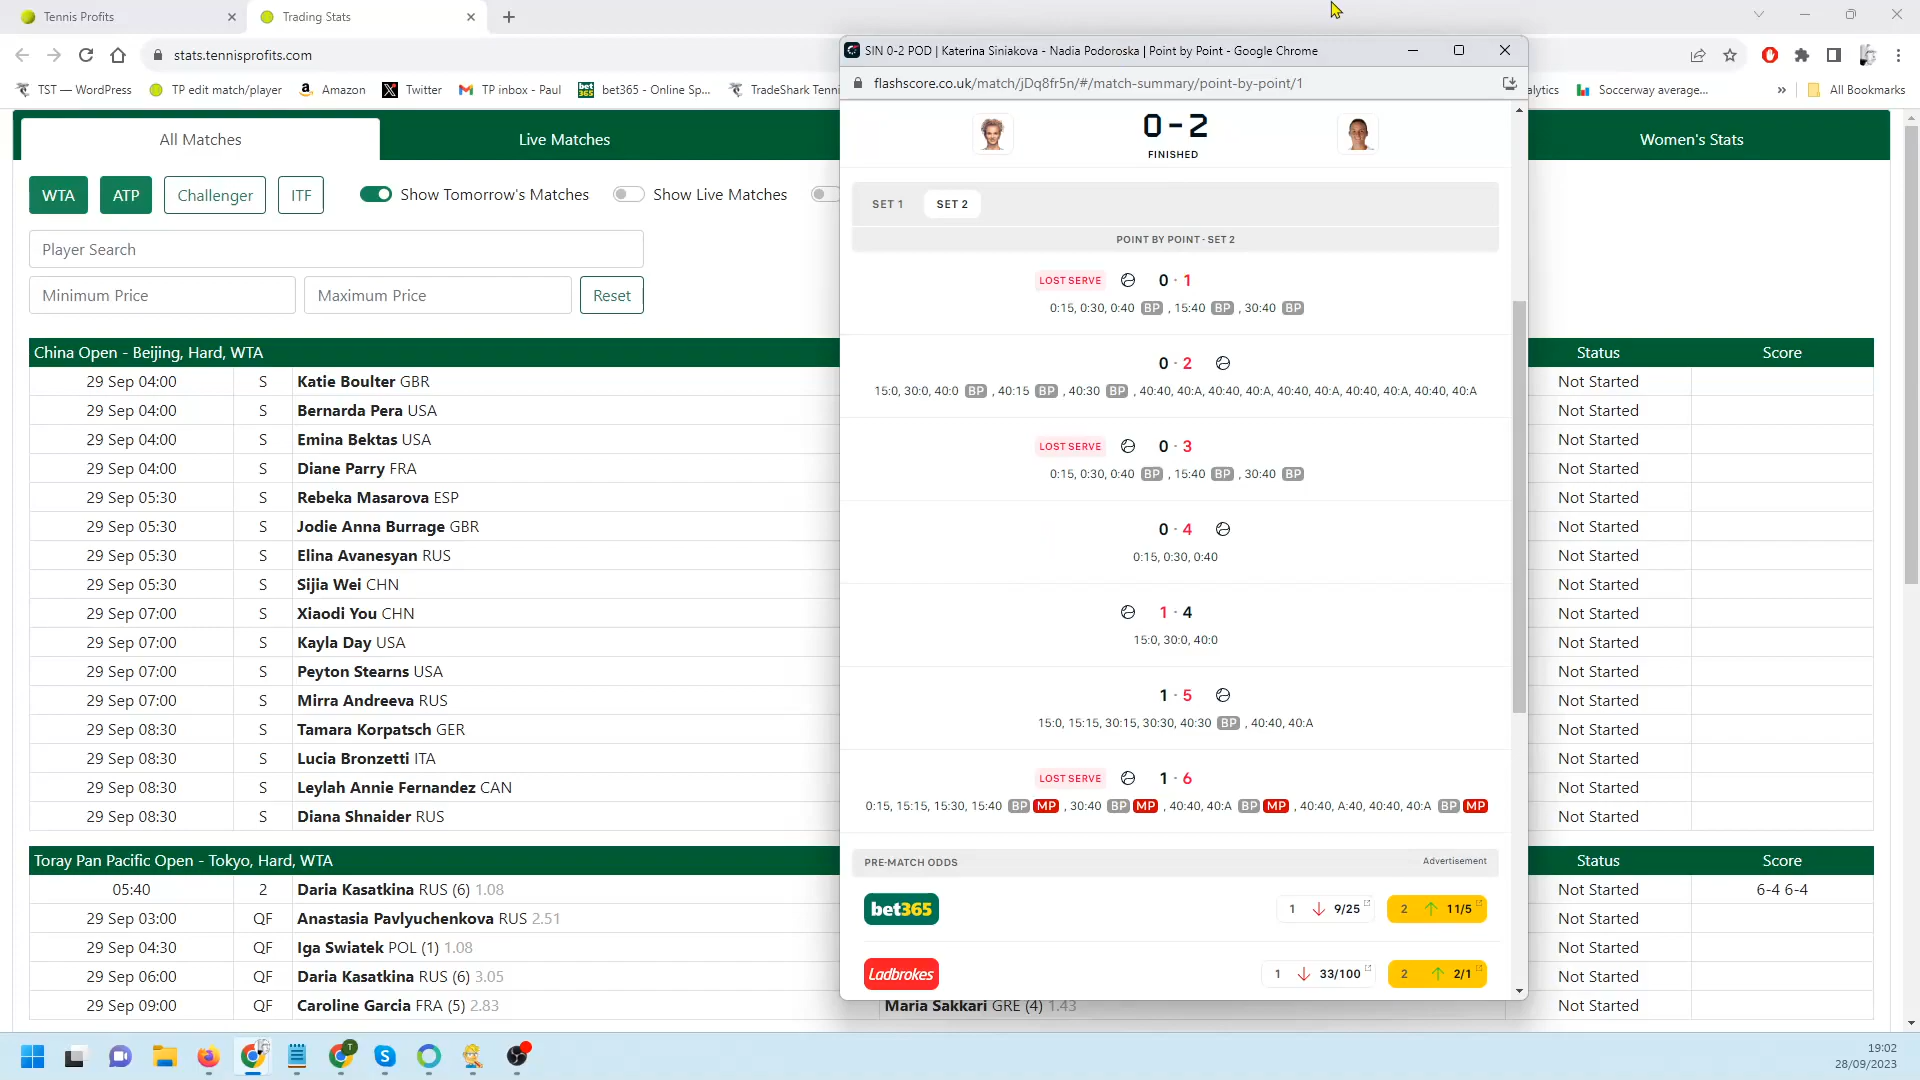 Tennis Profits
Trading Stats
stats.tennisprofits.com
TST — WordPress
TP edit match/player
Amazon
Twitter
TP inbox - Paul
bet365 - Online Sp...
TradeShark Tenni
alytics
Soccerway average...
All Bookmarks
All Matches
Live Matches
Women's Stats
WTA
ATP
Challenger
ITF
Show Tomorrow's Matches
Show Live Matches
Player Search
Minimum Price
Maximum Price
Reset
China Open - Beijing, Hard, WTA Status Score
29 Sep 04:00 S Katie Boulter GBR Not Started
29 Sep 04:00 S Bernarda Pera USA Not Started
29 Sep 04:00 S Emina Bektas USA Not Started
29 Sep 04:00 S Diane Parry FRA Not Started
29 Sep 05:30 S Rebeka Masarova ESP Not Started
29 Sep 05:30 S Jodie Anna Burrage GBR Not Started
29 Sep 05:30 S Elina Avanesyan RUS Not Started
29 Sep 05:30 S Sijia Wei CHN Not Started
29 Sep 07:00 S Xiaodi You CHN Not Started
29 Sep 07:00 S Kayla Day USA Not Started
29 Sep 07:00 S Peyton Stearns USA Not Started
29 Sep 07:00 S Mirra Andreeva RUS Not Started
29 Sep 08:30 S Tamara Korpatsch GER Not Started
29 Sep 08:30 S Lucia Bronzetti ITA Not Started
29 Sep 08:30 S Leylah Annie Fernandez CAN Not Started
29 Sep 08:30 S Diana Shnaider RUS Not Started
Toray Pan Pacific Open - Tokyo, Hard, WTA Status Score
05:40 2 Daria Kasatkina RUS (6) 1.08 Not Started 6-4 6-4
29 Sep 03:00 QF Anastasia Pavlyuchenkova RUS 2.51 Not Started
29 Sep 04:30 QF Iga Swiatek POL (1) 1.08 Not Started
29 Sep 06:00 QF Daria Kasatkina RUS (6) 3.05 Not Started
29 Sep 09:00 QF Caroline Garcia FRA (5) 2.83 Maria Sakkari GRE (4) 1.43 Not Started
SIN 0-2 POD | Katerina Siniakova - Nadia Podoroska | Point by Point - Google Chrome
flashscore.co.uk/match/jDq8fr5n/#/match-summary/point-by-point/1
0-2
FINISHED
SET 1
SET 2
POINT BY POINT - SET 2
LOST SERVE 0 - 1
0:15, 0:30, 0:40 BP , 15:40 BP , 30:40 BP
0 - 2
15:0, 30:0, 40:0 BP , 40:15 BP , 40:30 BP , 40:40, 40:A, 40:40, 40:A, 40:40, 40:A, 40:40, 40:A, 40:40, 40:A
LOST SERVE 0 - 3
0:15, 0:30, 0:40 BP , 15:40 BP , 30:40 BP
0 - 4
0:15, 0:30, 0:40
1 - 4
15:0, 30:0, 40:0
1 - 5
15:0, 15:15, 30:15, 30:30, 40:30 BP , 40:40, 40:A
LOST SERVE 1 - 6
0:15, 15:15, 15:30, 15:40 BP MP , 30:40 BP MP , 40:40, 40:A BP MP , 40:40, A:40, 40:40, 40:A BP MP
PRE-MATCH ODDS Advertisement
bet365 1 9/25 2 11/5
Ladbrokes 1 33/100 2 2/1
19:02
28/09/2023